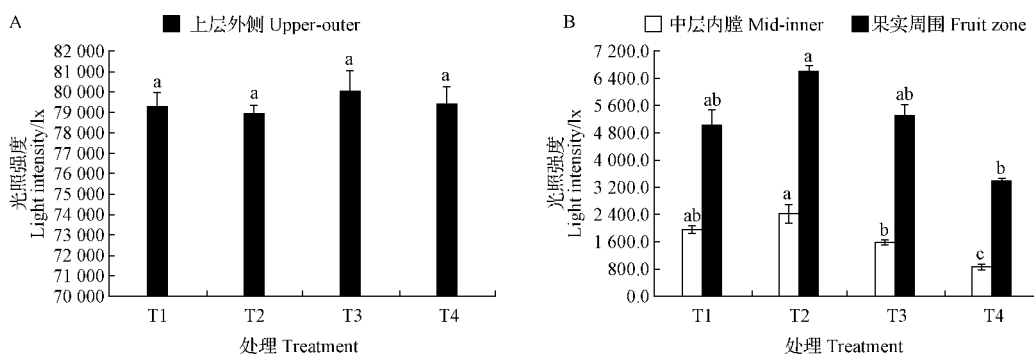 A
■ 上层外侧 Upper-outer
光照强度
Light intensity/lx
82 000
81 000
80 000
79 000
78 000
77 000
76 000
75 000
74 000
73 000
72 000
71 000
70 000
a
a
a
a
T1
T2
T3
T4
处理 Treatment
B
□ 中层内膛 Mid-inner ■ 果实周围 Fruit zone
光照强度
Light intensity/lx
7 200.0
6 400.0
5 600.0
4 800.0
4 000.0
3 200.0
2 400.0
1 600.0
800.0
0.0
ab
ab
a
a
b
ab
c
b
T1
T2
T3
T4
处理 Treatment